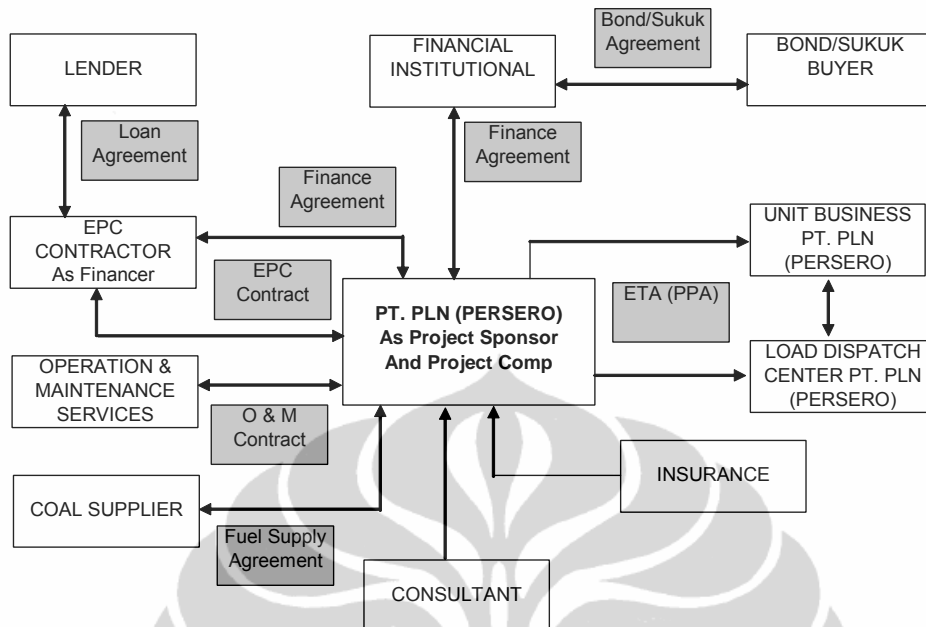 LENDER
FINANCIAL
INSTITUTIONAL
Bond/Sukuk
Agreement
BOND/SUKUK
BUYER
Loan
Agreement
Finance
Agreement
Finance
Agreement
EPC
CONTRACTOR
As Financer
UNIT BUSINESS
PT. PLN
(PERSERO)
EPC
Contract
PT. PLN (PERSERO)
As Project Sponsor
And Project Comp
ETA (PPA)
OPERATION &
MAINTENANCE
SERVICES
LOAD DISPATCH
CENTER PT. PLN
(PERSERO)
O & M
Contract
INSURANCE
COAL SUPPLIER
Fuel Supply
Agreement
CONSULTANT